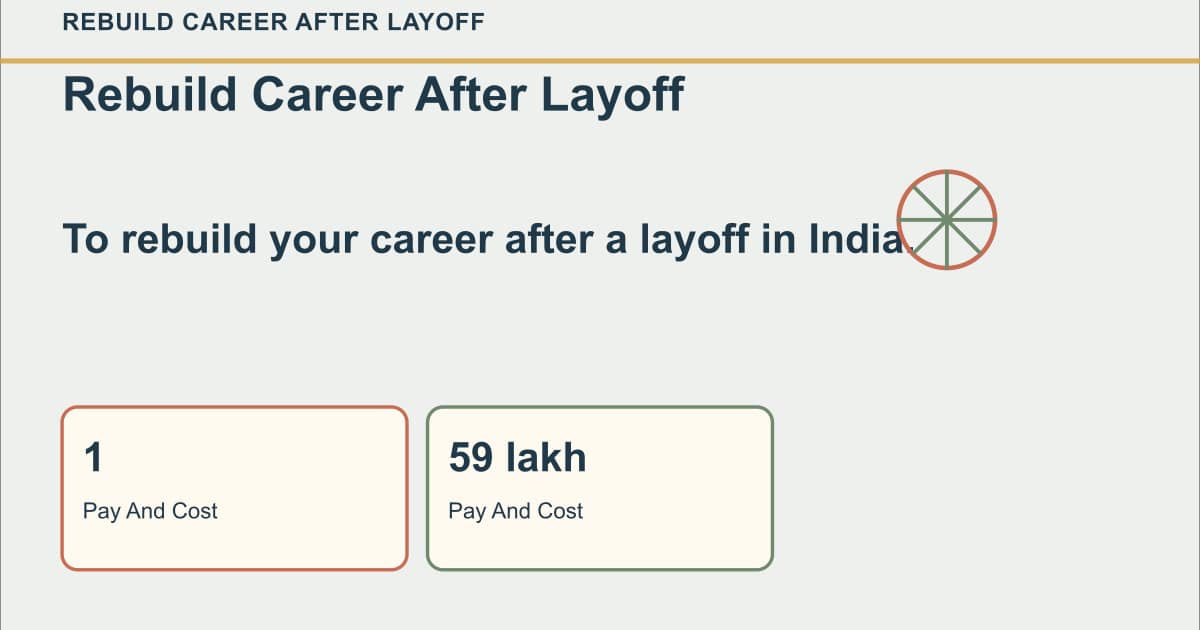 REBUILD CAREER AFTER LAYOFF
Rebuild Career After Layoff
To rebuild your career after a layoff in India.
1
Pay And Cost
59 lakh
Pay And Cost